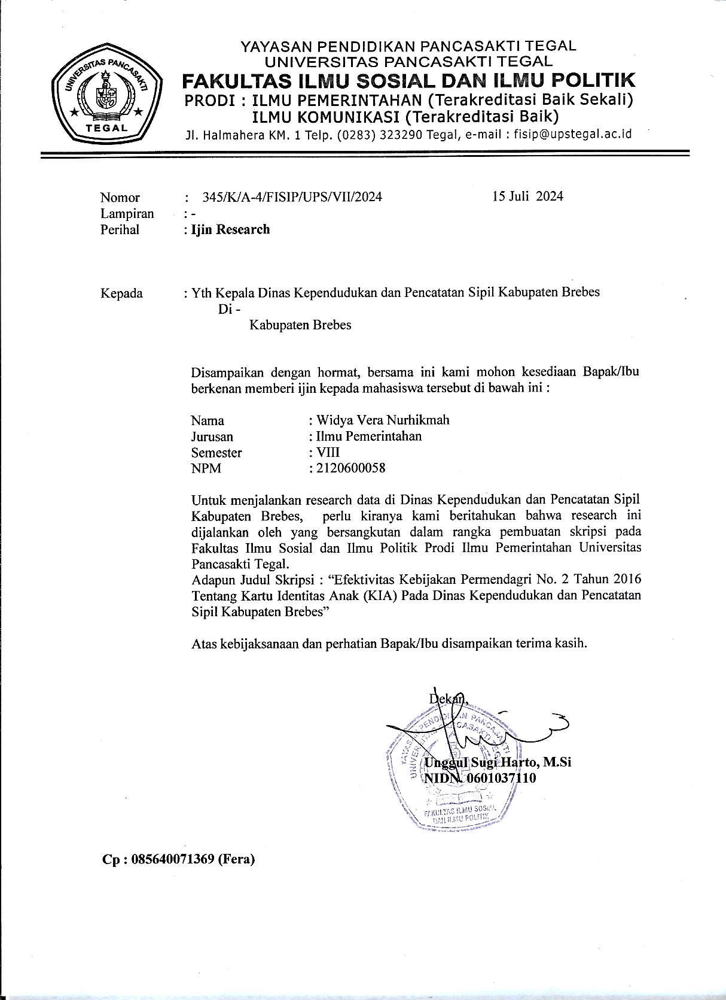 YAYASAN PENDIDIKAN PANCASAKTI TEGAL
UNIVERSITAS PANCASAKTI TEGAL
FAKULTAS ILMU SOSIAL DAN ILMU POLITIK
PRODI : ILMU PEMERINTAHAN (Terakreditasi Baik Sekali)
ILMU KOMUNIKASI (Terakreditasi Baik)
Jl. Halmahera KM. 1 Telp. (0283) 323290 Tegal, e-mail : fisip@upstegal.ac.id
UNIVERSITAS PANCASAKTI
TEGAL
Nomor : 345/K/A-4/FISIP/UPS/VII/2024 15 Juli 2024
Lampiran : -
Perihal : Ijin Research
Kepada : Yth Kepala Dinas Kependudukan dan Pencatatan Sipil Kabupaten Brebes
Di -
Kabupaten Brebes
Disampaikan dengan hormat, bersama ini kami mohon kesediaan Bapak/Ibu
berkenan memberi ijin kepada mahasiswa tersebut di bawah ini :
Nama : Widya Vera Nurhikmah
Jurusan : Ilmu Pemerintahan
Semester : VIII
NPM : 2120600058
Untuk menjalankan research data di Dinas Kependudukan dan Pencatatan Sipil
Kabupaten Brebes, perlu kiranya kami beritahukan bahwa research ini
dijalankan oleh yang bersangkutan dalam rangka pembuatan skripsi pada
Fakultas Ilmu Sosial dan Ilmu Politik Prodi Ilmu Pemerintahan Universitas
Pancasakti Tegal.
Adapun Judul Skripsi : “Efektivitas Kebijakan Permendagri No. 2 Tahun 2016
Tentang Kartu Identitas Anak (KIA) Pada Dinas Kependudukan dan Pencatatan
Sipil Kabupaten Brebes”
Atas kebijaksanaan dan perhatian Bapak/Ibu disampaikan terima kasih.
Dekan,
YAYASAN PENDIDIKAN PANCASAKTI
UNIVERSITAS PANCASAKTI TEGAL
Unggul Sugi Harto, M.Si
NIDN. 0601037110
FAKULTAS ILMU SOSIAL
DAN ILMU POLITIK
Cp : 085640071369 (Fera)